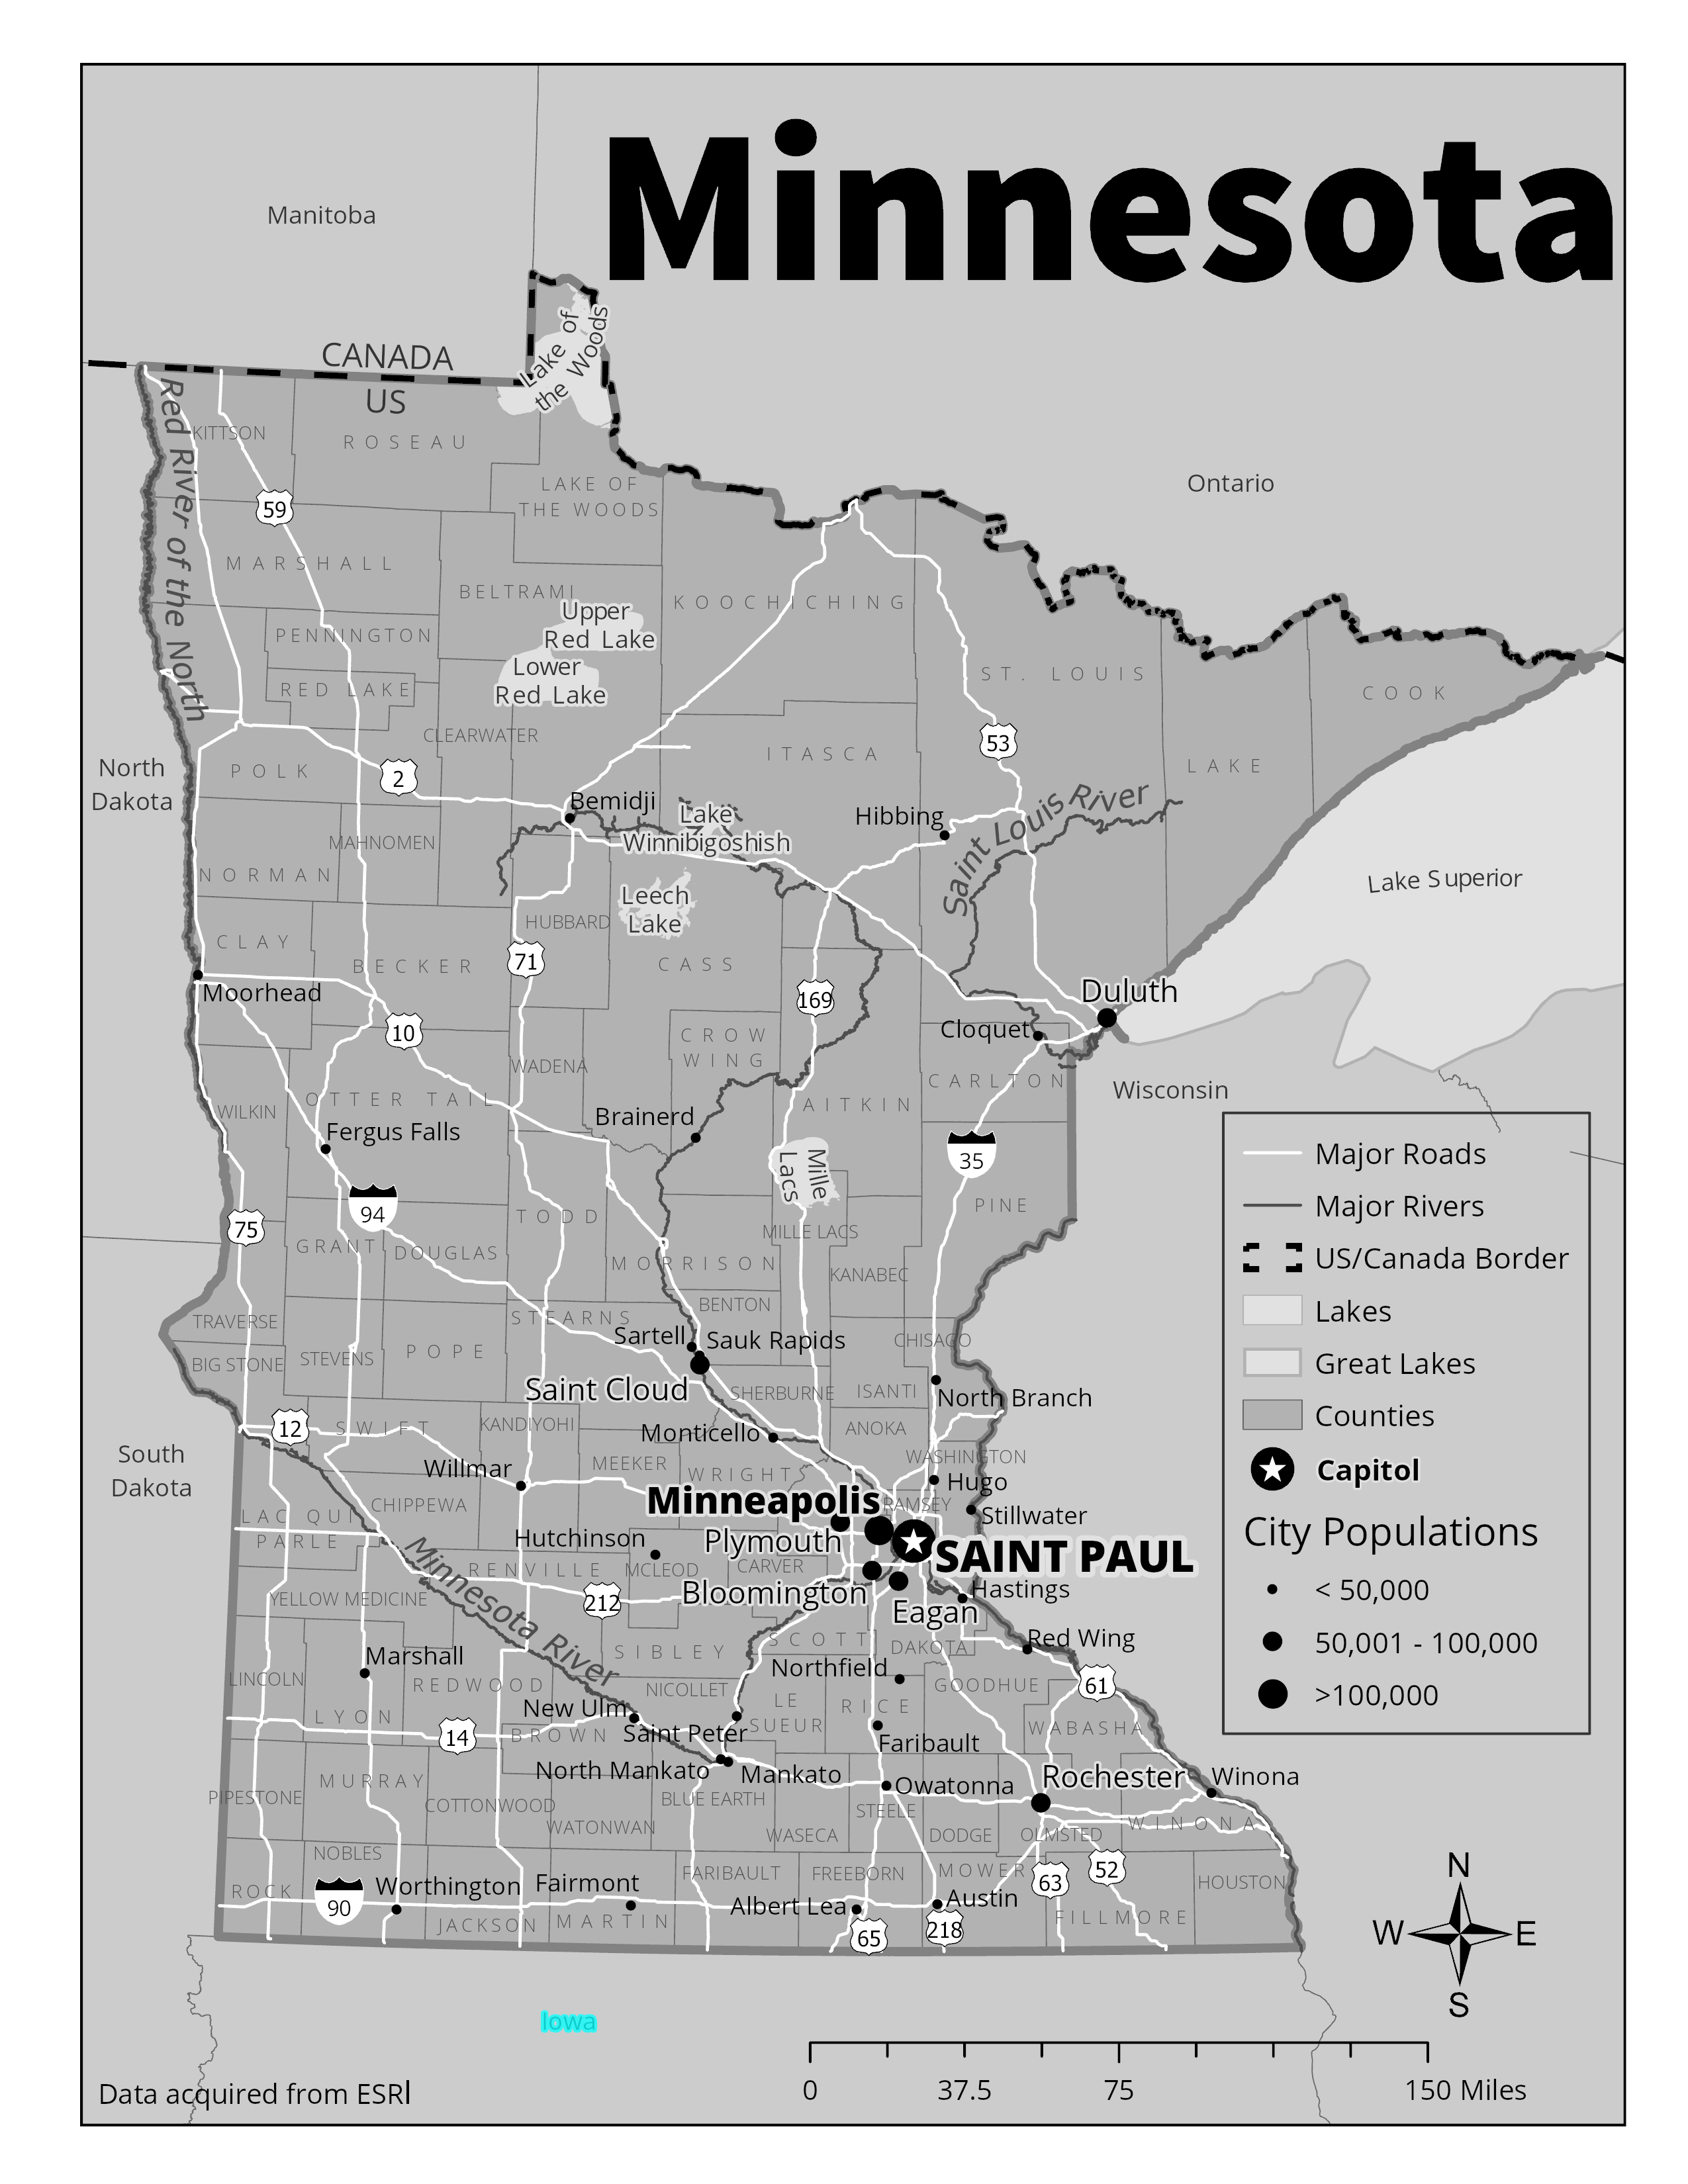 Minnesota
Manitoba
CANADA
US
Lake of
the Woods
Red River of the North
KITTSON
ROSEAU
Ontario
59
LAKE OF
THE WOODS
MARSHALL
BELTRAMI
KOOCHICHING
Upper
Red Lake
PENNINGTON
Lower
Red Lake
ST. LOUIS
RED LAKE
COOK
CLEARWATER
53
ITASCA
LAKE
North
Dakota
POLK
2
Bemidji
Lake
Winnibigoshish
Hibbing
Saint Louis River
MAHNOMEN
NORMAN
Leech
Lake
Lake Superior
HUBBARD
CLAY
BECKER
71
CASS
169
Moorhead
Duluth
10
CROW
WING
Cloquet
WADENA
CARLTON
Wisconsin
OTTER TAIL
AITKIN
WILKIN
Brainerd
Fergus Falls
35
Mille
Lacs
94
PINE
75
TODD
MILLE LACS
GRANT
DOUGLAS
MORRISON
KANABEC
BENTON
TRAVERSE
STEARNS
Sartell
Sauk Rapids
CHISAGO
BIG STONE
STEVENS
POPE
Saint Cloud
SHERBURNE
ISANTI
North Branch
12
SWIFT
KANDIYOHI
Monticello
ANOKA
South
Dakota
WASHINGTON
Willmar
MEEKER
WRIGHT
Hugo
Minneapolis
RAMSEY
CHIPPEWA
Stillwater
LAC QUI
PARLE
Hutchinson
Plymouth
SAINT PAUL
Minnesota River
RENVILLE
MCLEOD
CARVER
YELLOW MEDICINE
212
Bloomington
Hastings
Eagan
SCOTT
DAKOTA
Red Wing
SIBLEY
Marshall
Northfield
LINCOLN
REDWOOD
NICOLLET
LE
SUEUR
RICE
GOODHUE
61
New Ulm
LYON
14
BROWN
Saint Peter
WABASHA
Faribault
North Mankato
Mankato
Owatonna
Rochester
Winona
MURRAY
PIPESTONE
COTTONWOOD
BLUE EARTH
STEELE
WATONWAN
WASECA
DODGE
OLMSTED
WINONA
NOBLES
FARIBAULT
FREEBORN
MOWER
63
52
HOUSTON
ROCK
90
Worthington
Fairmont
Albert Lea
Austin
JACKSON
MARTIN
65
218
FILLMORE
Iowa
Major Roads
Major Rivers
US/Canada Border
Lakes
Great Lakes
Counties
Capitol
City Populations
< 50,000
50,001 - 100,000
>100,000
N
W
E
S
0
37.5
75
150 Miles
Data acquired from ESRI